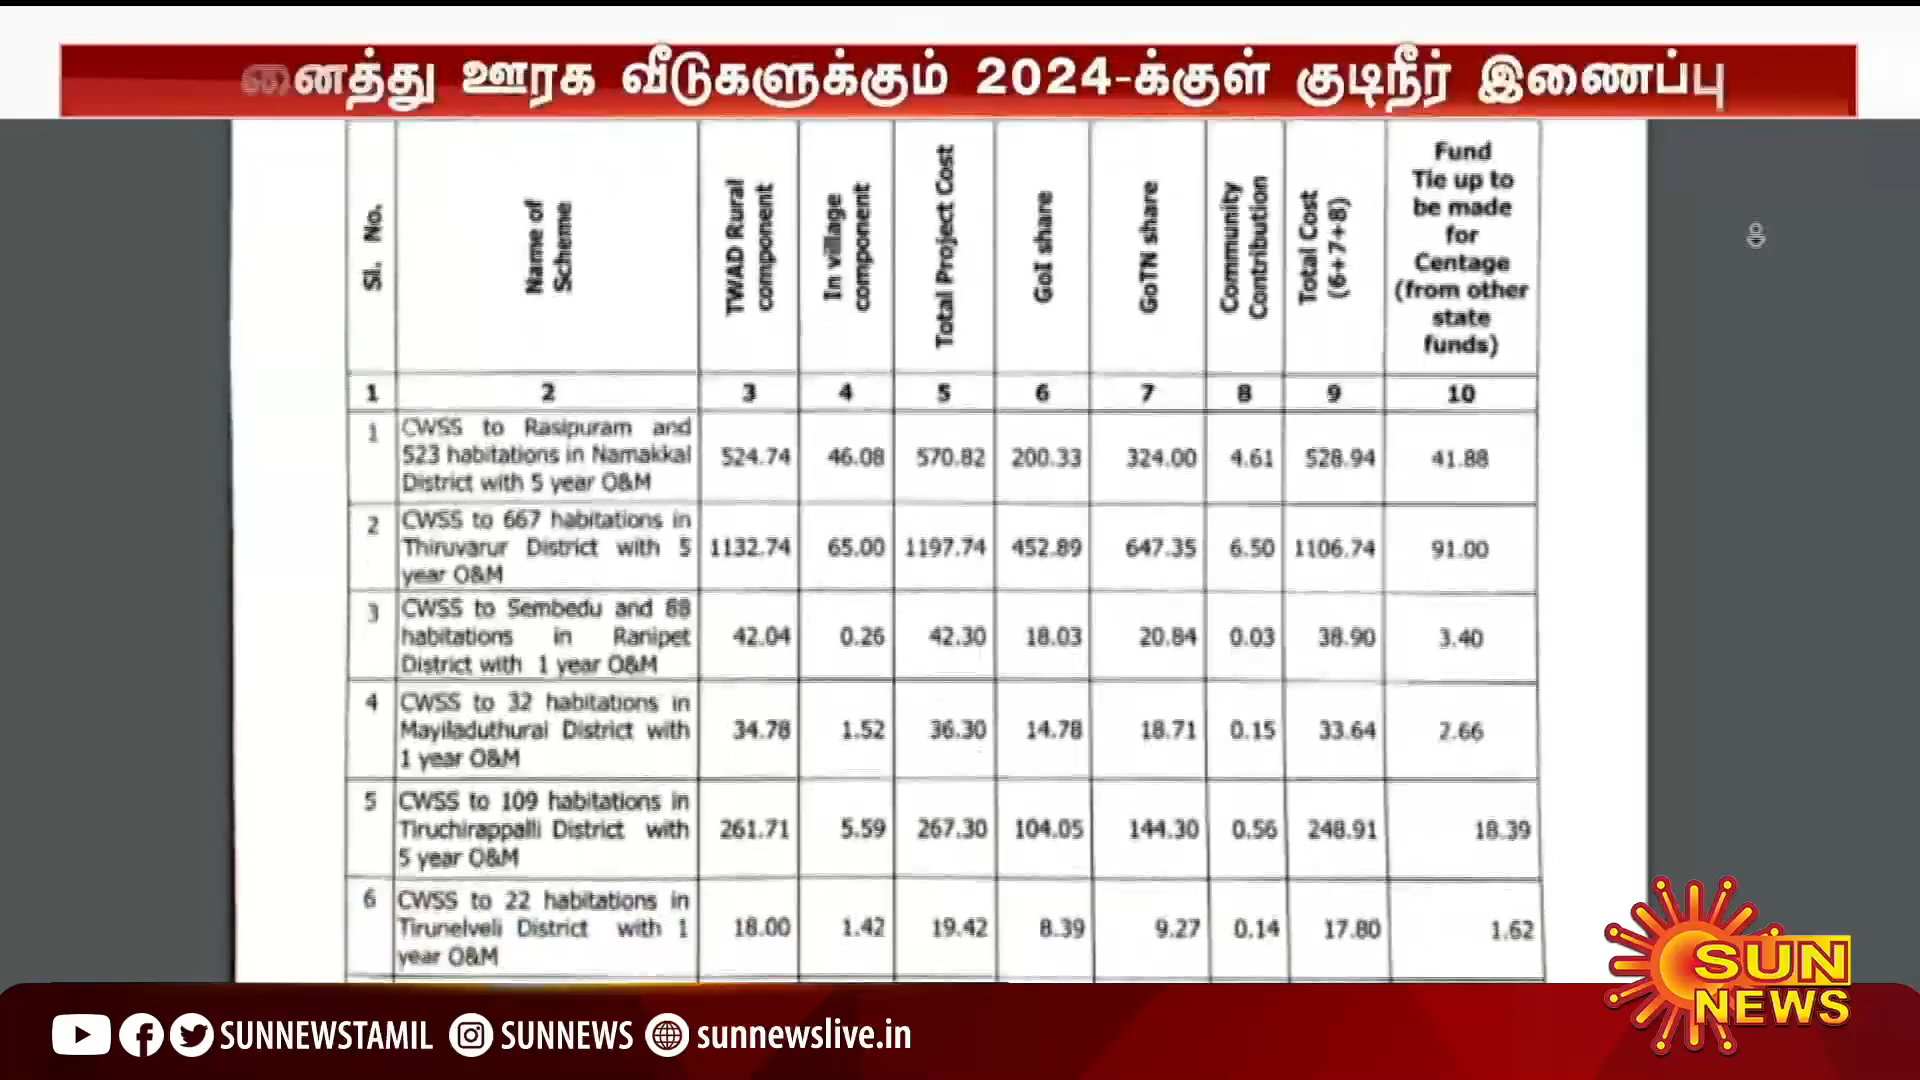 னைத்து ஊரக வீடுகளுக்கும் 2024-க்குள் குடிநீர் இணைப்பு
Sl. No.
Name of
Scheme
TWAD Rural
component
In village
component
Total Project Cost
GoI share
GoTN share
Community
Contribution
Total Cost
(6+7+8)
Fund
Tie up to
be made
for
Centage
(from other
state
funds)
1 2 3 4 5 6 7 8 9 10
1
CWSS to Rasipuram and
523 habitations in Namakkal
District with 5 year O&M
524.74 46.08 570.82 200.33 324.00 4.61 528.94 41.88
2
CWSS to 667 habitations in
Thiruvarur District with 5
year O&M
1132.74 65.00 1197.74 452.89 647.35 6.50 1106.74 91.00
3
CWSS to Sembedu and 68
habitations in Ranipet
District with 1 year O&M
42.04 0.26 42.30 18.03 20.84 0.03 38.90 3.40
4
CWSS to 32 habitations in
Mayiladuthurai District with
1 year O&M
34.78 1.52 36.30 14.78 18.71 0.15 33.64 2.66
5
CWSS to 109 habitations in
Tiruchirappalli District with
5 year O&M
261.71 5.59 267.30 104.05 144.30 0.56 248.91 18.39
6
CWSS to 22 habitations in
Tirunelveli District with 1
year O&M
18.00 1.42 19.42 8.39 9.27 0.14 17.80 1.62
SUN
NEWS
SUNNEWSTAMIL SUNNEWS sunnewslive.in